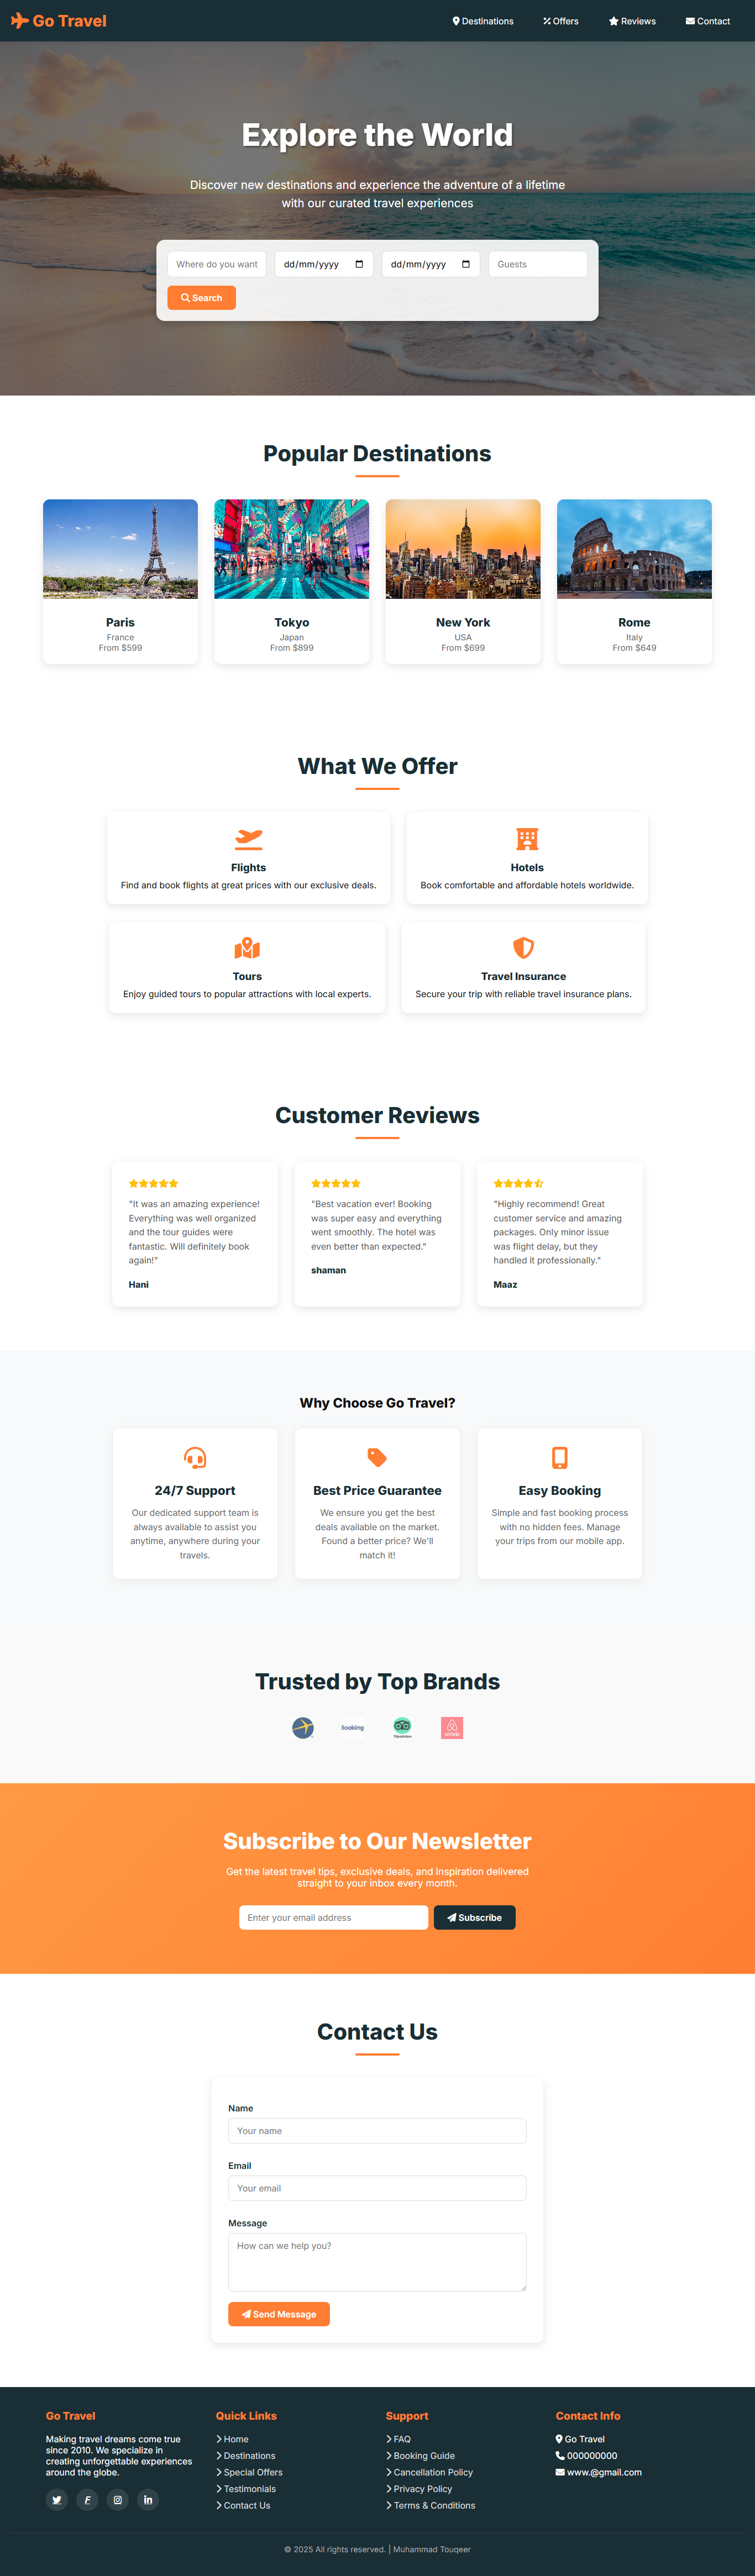 Go Travel
Destinations
Offers
Reviews
Contact
Explore the World
Discover new destinations and experience the adventure of a lifetime
with our curated travel experiences
Where do you want
dd/mm/yyyy
dd/mm/yyyy
Guests
Search
Popular Destinations
Paris
France
From $599
Tokyo
Japan
From $899
New York
USA
From $699
Rome
Italy
From $649
What We Offer
Flights
Find and book flights at great prices with our exclusive deals.
Hotels
Book comfortable and affordable hotels worldwide.
Tours
Enjoy guided tours to popular attractions with local experts.
Travel Insurance
Secure your trip with reliable travel insurance plans.
Customer Reviews
"It was an amazing experience!
Everything was well organized
and the tour guides were
fantastic. Will definitely book
again!"
Hani
"Best vacation ever! Booking
was super easy and everything
went smoothly. The hotel was
even better than expected."
shaman
"Highly recommend! Great
customer service and amazing
packages. Only minor issue
was flight delay, but they
handled it professionally."
Maaz
Why Choose Go Travel?
24/7 Support
Our dedicated support team is
always available to assist you
anytime, anywhere during your
travels.
Best Price Guarantee
We ensure you get the best
deals available on the market.
Found a better price? We'll
match it!
Easy Booking
Simple and fast booking process
with no hidden fees. Manage
your trips from our mobile app.
Trusted by Top Brands
Booking
Tripadvisor
airbnb
Subscribe to Our Newsletter
Get the latest travel tips, exclusive deals, and inspiration delivered
straight to your inbox every month.
Enter your email address
Subscribe
Contact Us
Name
Your name
Email
Your email
Message
How can we help you?
Send Message
Go Travel
Making travel dreams come true
since 2010. We specialize in
creating unforgettable experiences
around the globe.
F
in
Quick Links
Home
Destinations
Special Offers
Testimonials
Contact Us
Support
FAQ
Booking Guide
Cancellation Policy
Privacy Policy
Terms & Conditions
Contact Info
Go Travel
000000000
www.@gmail.com
© 2025 All rights reserved. | Muhammad Touqeer